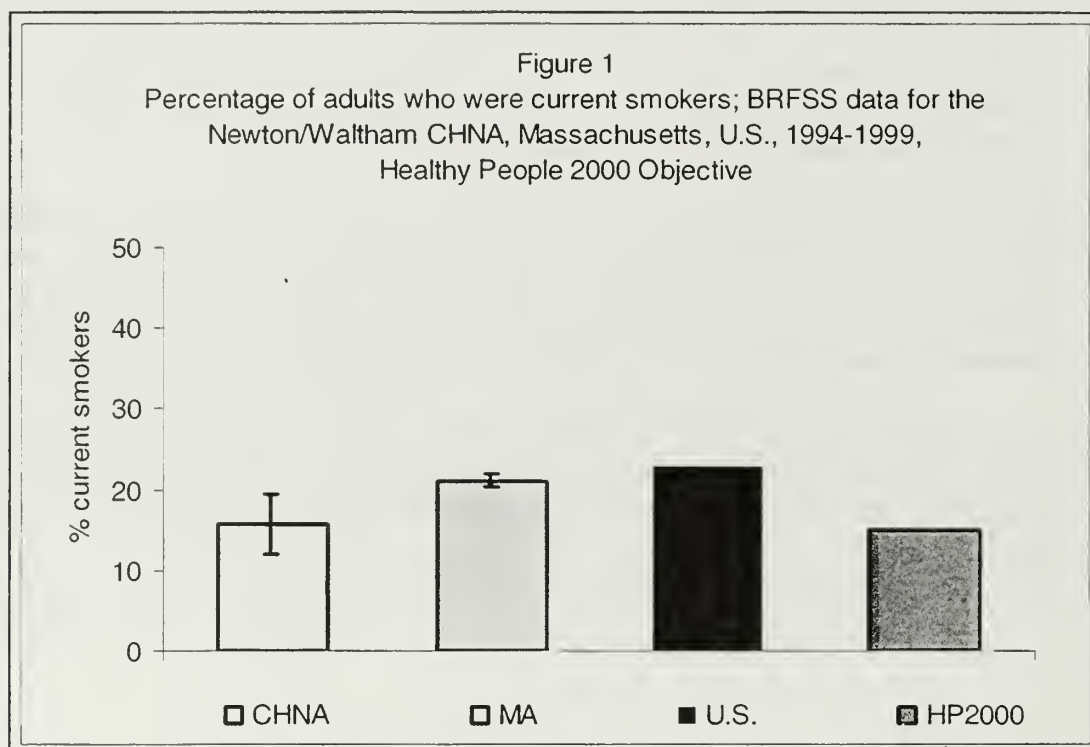 Figure 1
Percentage of adults who were current smokers; BRFSS data for the
Newton/Waltham CHNA, Massachusetts, U.S., 1994-1999,
Healthy People 2000 Objective
50
40
30
20
10
0
% current smokers
CHNA
MA
U.S.
HP2000